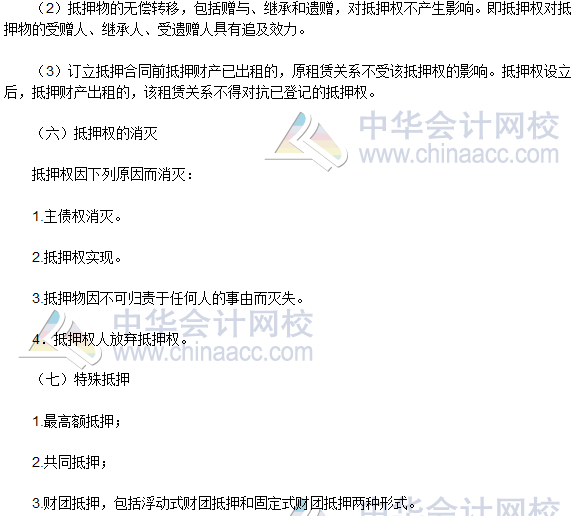 （2）抵押物的无偿转移，包括赠与、继承和遗赠，对抵押权不产生影响。即抵押权对抵
押物的受赠人、继承人、受遗赠人具有追及效力。
（3）订立抵押合同前抵押财产已出租的，原租赁关系不受该抵押权的影响。抵押权设立
后，抵押财产出租的，该租赁关系不得对抗已登记的抵押权。
（六）抵押权的消灭
中华会计网校
www.chinaacc.com
抵押权因下列原因而消灭：
1.主债权消灭。
2.抵押权实现。
3.抵押物因不可归责于任何人的事由而灭失。
中华会计网校
4．抵押权人放弃抵押权。
www.chinaacc.com
（七）特殊抵押
1.最高额抵押；
2.共同抵押；
3.财团抵押，包括浮动式财团抵押和固定式财团抵押两种形式。